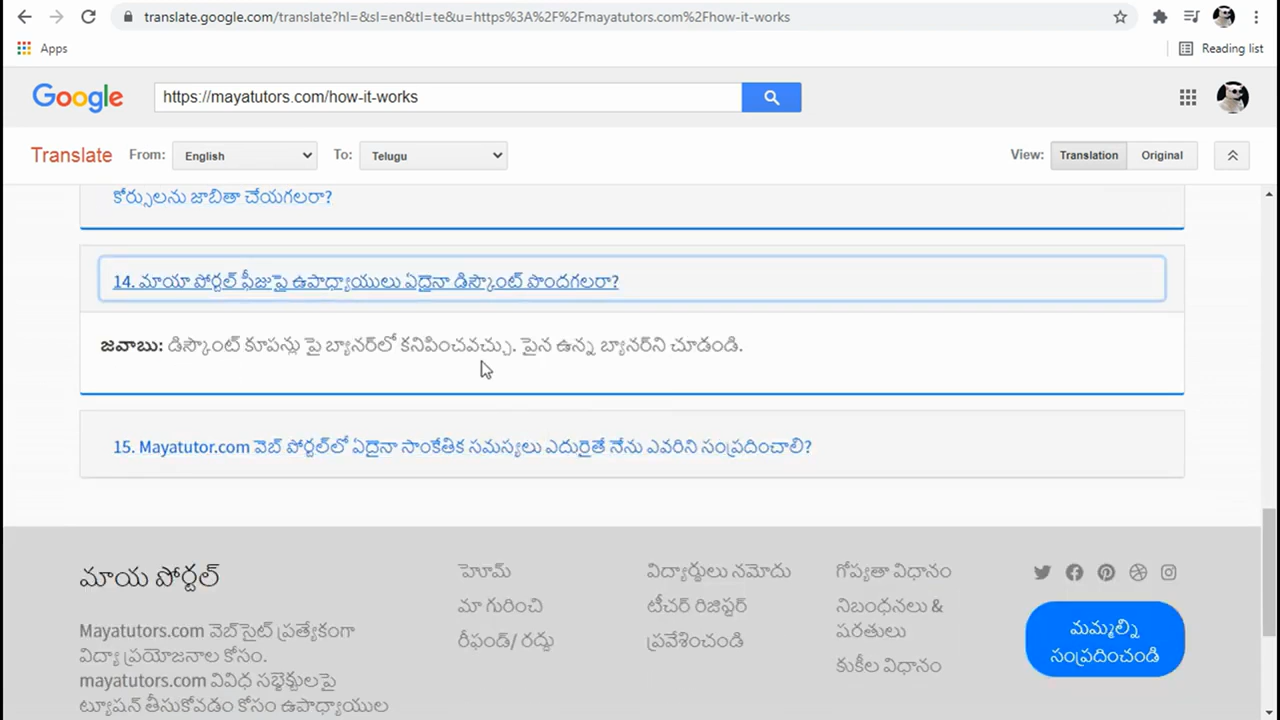 translate.google.com/translate?hl=&sl=en&tl=te&u=https%3A%2F%2Fmayatutors.com%2Fhow-it-works
Apps
Reading list
Google
https://mayatutors.com/how-it-works
Translate From: English To: Telugu View: Translation Original
కోర్సులను జాబితా చేయగలరా?
14. మాయా పోర్టల్ ఫీజుపై ఉపాధ్యాయులు ఏదైనా డిస్కౌంట్ పొందగలరా?
జవాబు: డిస్కౌంట్ కూపన్లు పై బ్యానర్‌లో కనిపించవచ్చు. పైన ఉన్న బ్యానర్‌ని చూడండి.
15. Mayatutor.com వెబ్ పోర్టల్‌లో ఏదైనా సాంకేతిక సమస్యలు ఎదురైతే నేను ఎవరిని సంప్రదించాలి?
మాయ పోర్టల్
Mayatutors.com వెబ్‌సైట్ ప్రత్యేకంగా
విద్యా ప్రయోజనాల కోసం.
mayatutors.com వివిధ సబ్జెక్టులపై
ట్యూషన్ తీసుకోవడం కోసం ఉపాధ్యాయుల
హోమ్
మా గురించి
రీఫండ్/ రద్దు
విద్యార్థులు నమోదు
టీచర్ రిజిస్టర్
ప్రవేశించండి
గోప్యతా విధానం
నిబంధనలు &
షరతులు
కుకీల విధానం
మమ్మల్ని
సంప్రదించండి